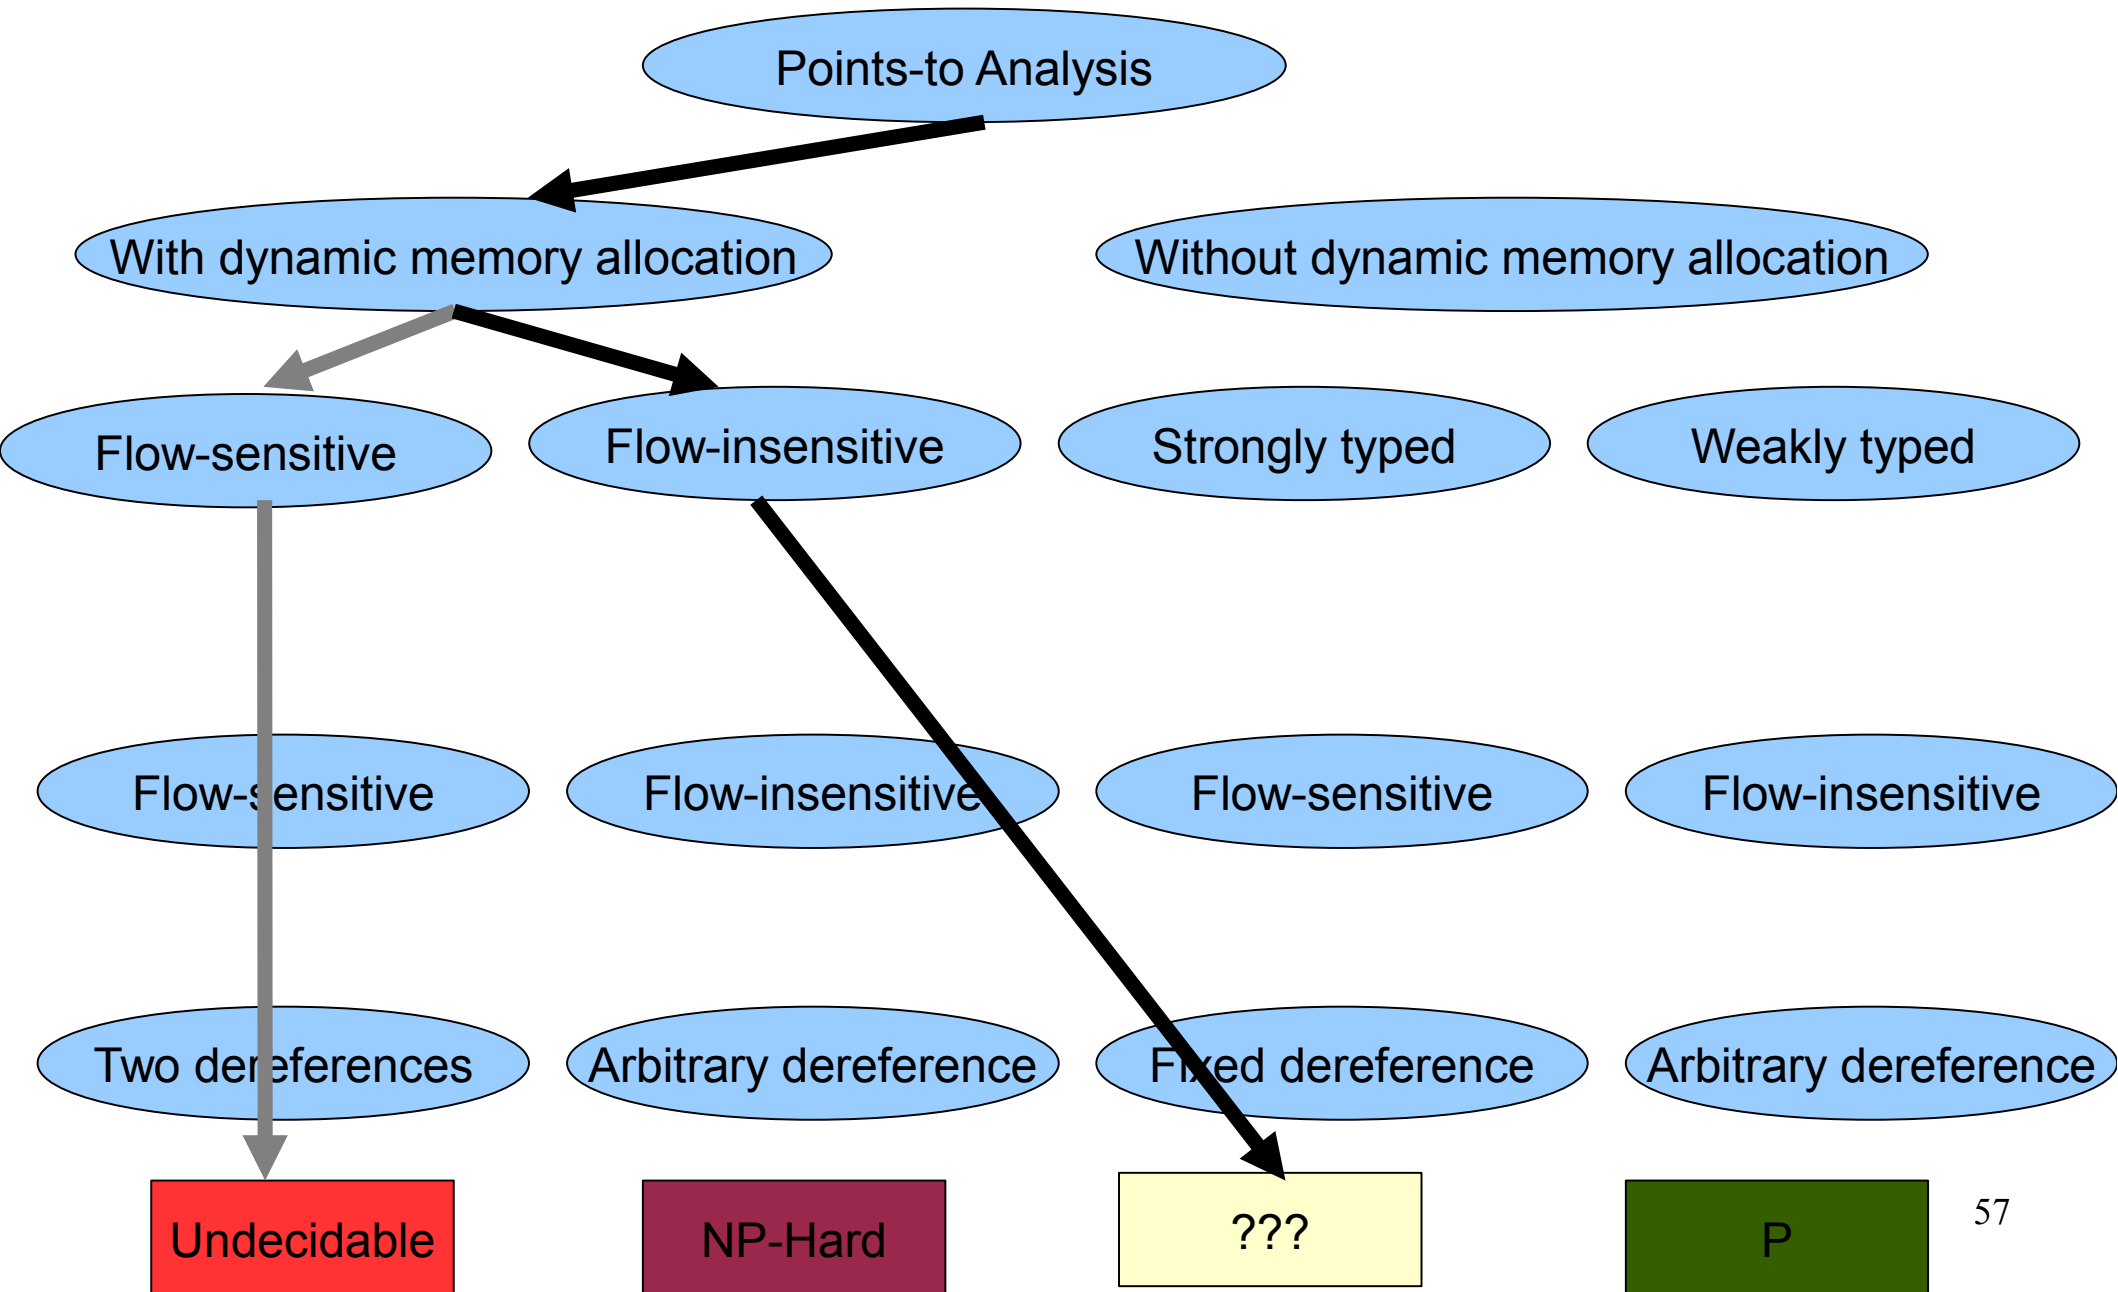 Points-to Analysis
With dynamic memory allocation
Without dynamic memory allocation
Flow-sensitive
Flow-insensitive
Strongly typed
Weakly typed
Flow-sensitive
Flow-insensitive
Flow-sensitive
Flow-insensitive
Two dereferences
Arbitrary dereference
Fixed dereference
Arbitrary dereference
Undecidable
NP-Hard
???
P
57